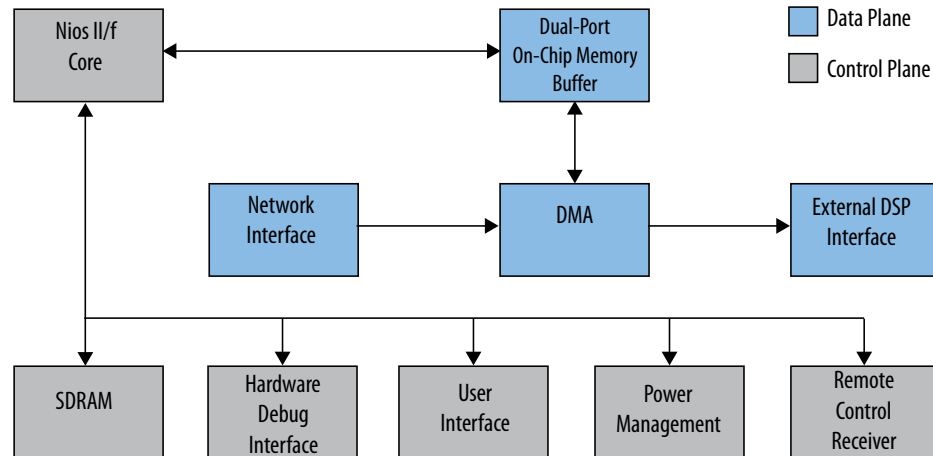 Nios II/f
Core
Dual-Port
On-Chip Memory
Buffer
Data Plane
Control Plane
Network
Interface
DMA
External DSP
Interface
SDRAM
Hardware
Debug
Interface
User
Interface
Power
Management
Remote
Control
Receiver